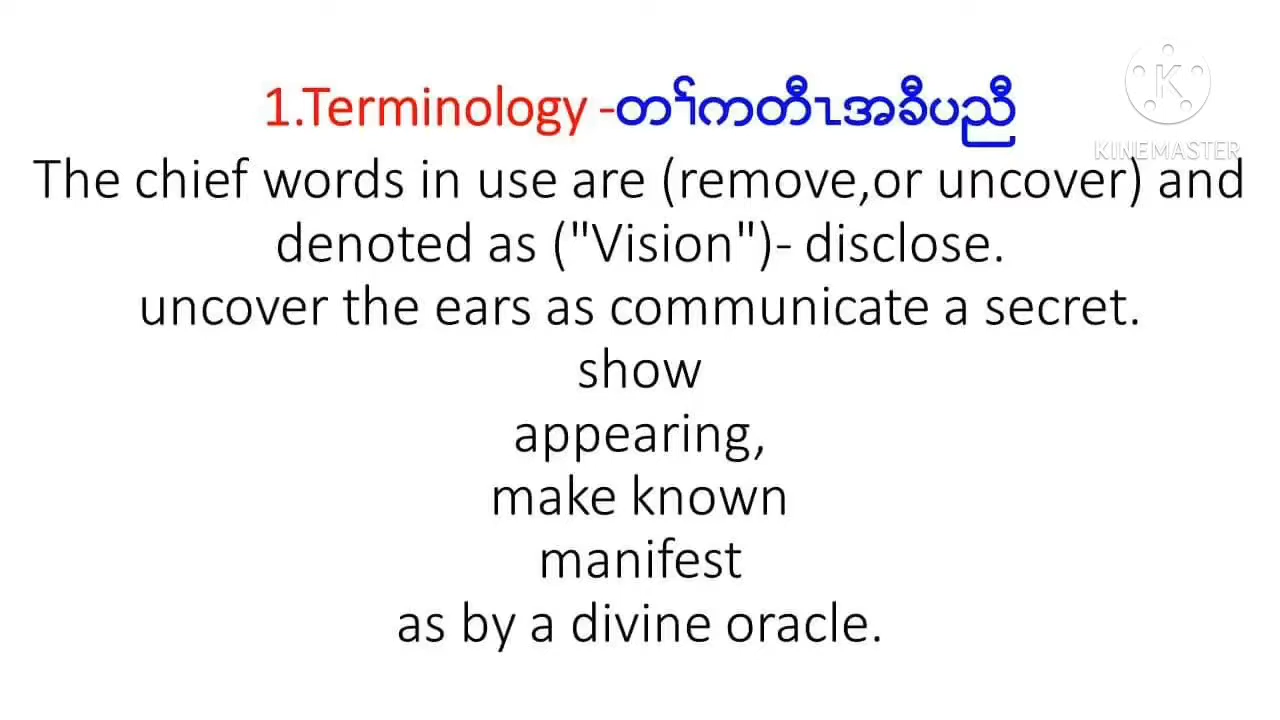 1.Terminology -တၢ်ကတိၤအခီပညီ
The chief words in use are (remove,or uncover) and
denoted as ("Vision")- disclose.
uncover the ears as communicate a secret.
show
appearing,
make known
manifest
as by a divine oracle.
K
KINEMASTER